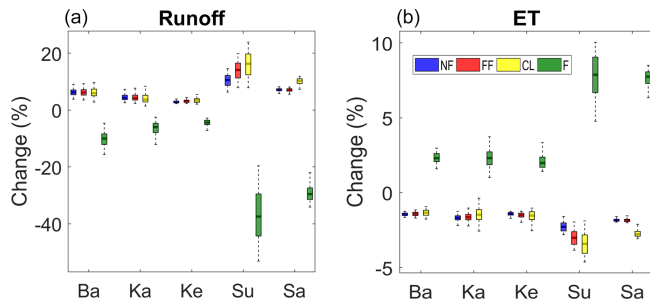 (a) Runoff
Change (%)
20
0
-20
-40
Ba Ka Ke Su Sa
(b) ET
Change (%)
10
5
0
-5
NF FF CL F
Ba Ka Ke Su Sa